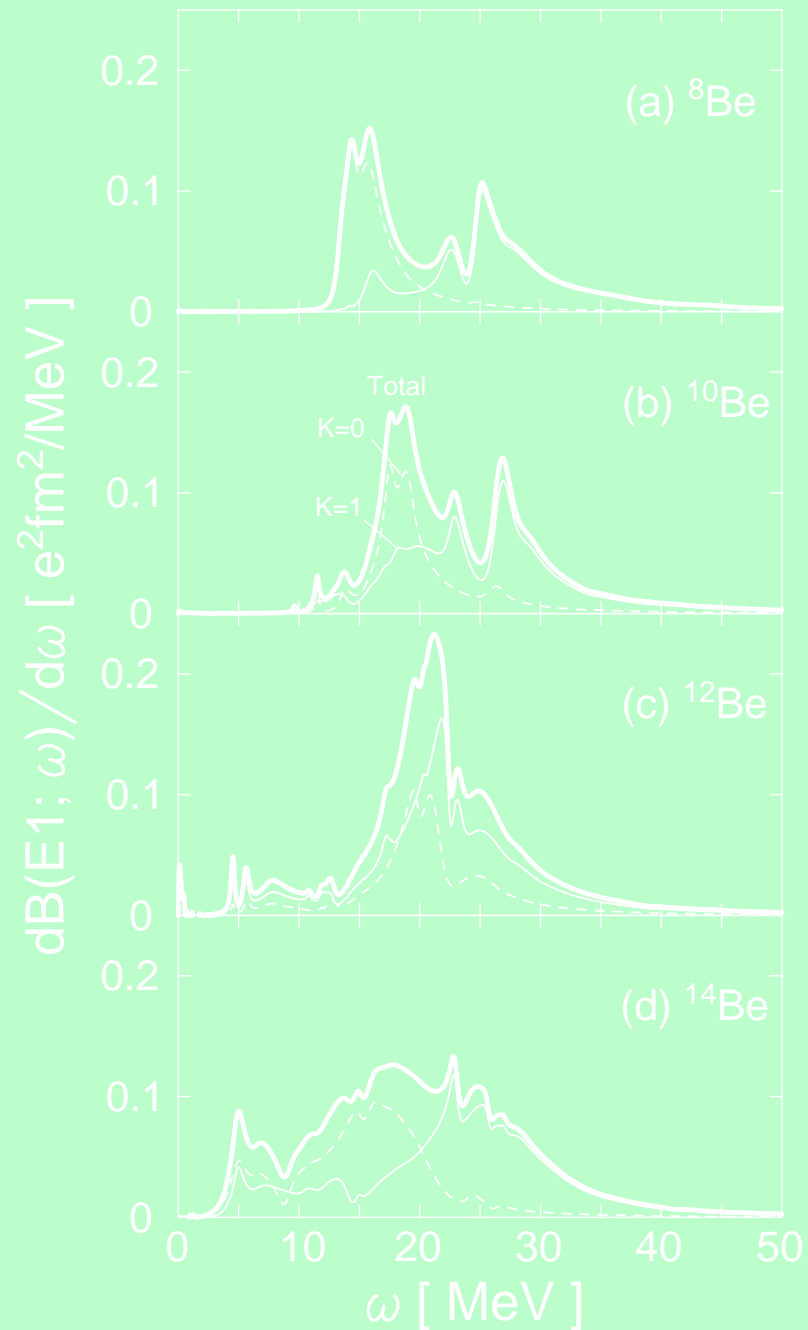 dB(E1; ω)/dω [ e²fm²/MeV ]
0.2
(a) ⁸Be
0.1
0
0.2
Total
(b) ¹⁰Be
K=0
0.1
K=1
0
0.2
(c) ¹²Be
0.1
0
0.2
(d) ¹⁴Be
0.1
0
0 10 20 30 40 50
ω [ MeV ]